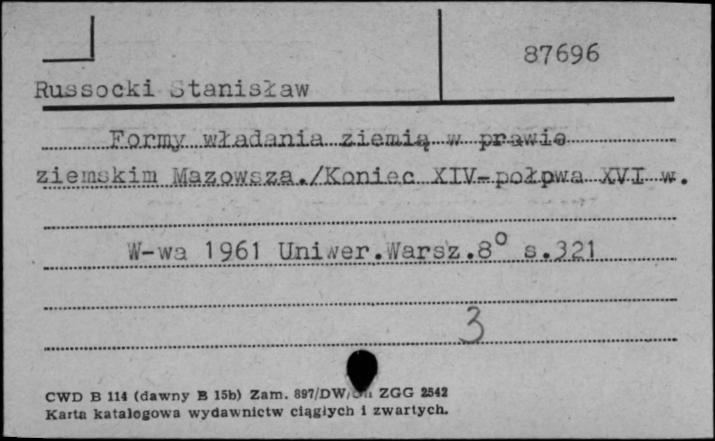 87696
Russocki Stanisław
Formy władania ziemią w prawie
ziemskim Mazowsza./Koniec XIV-połpwa XVI w.
W-wa 1961 Uniwer.Warsz.8° s.321
3
CWD B 114 (dawny B 15b) Zam. 897/DW/ ZGG 2542
Karta katalogowa wydawnictw ciągłych i zwartych.